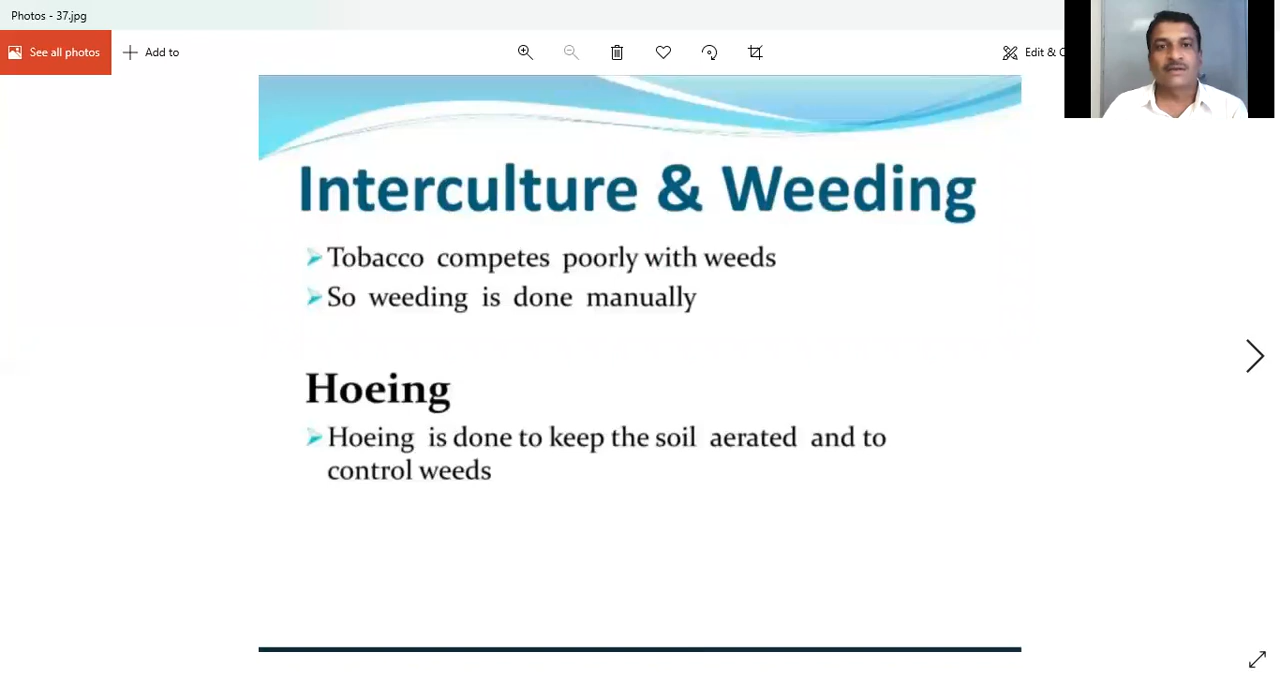 Photos - 37.jpg
See all photos
Add to
Edit & C
Interculture & Weeding
Tobacco competes poorly with weeds
So weeding is done manually
Hoeing
Hoeing is done to keep the soil aerated and to
control weeds